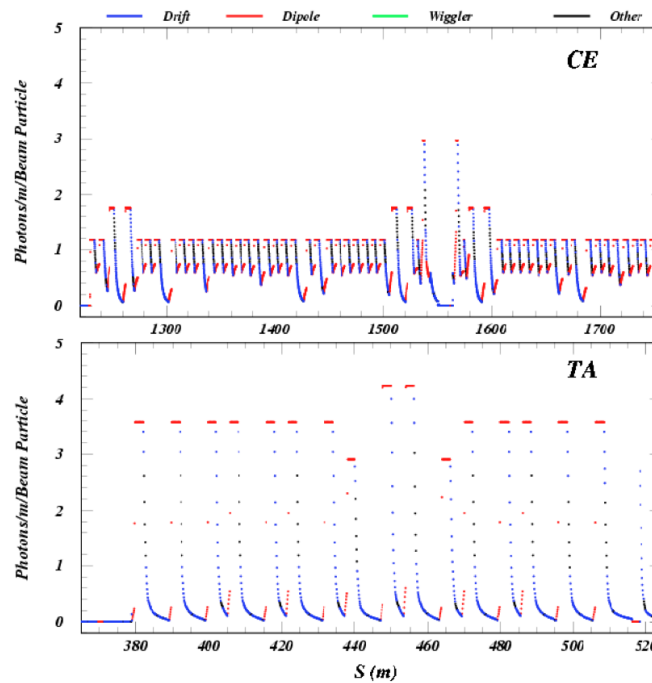 Drift Dipole Wiggler Other
5
4
3
2
1
0
Photons/m/Beam Particle
CE
1300 1400 1500 1600 1700
5
4
3
2
1
0
Photons/m/Beam Particle
TA
380 400 420 440 460 480 500 520
S (m)